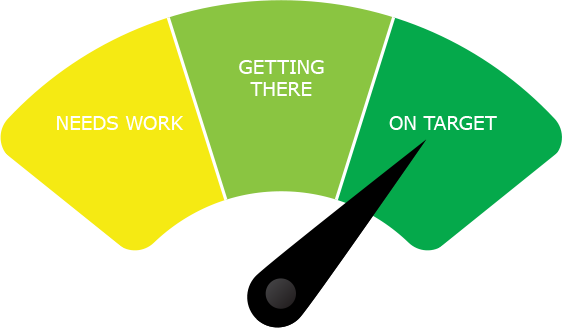 NEEDS WORK
GETTING
THERE
ON TARGET